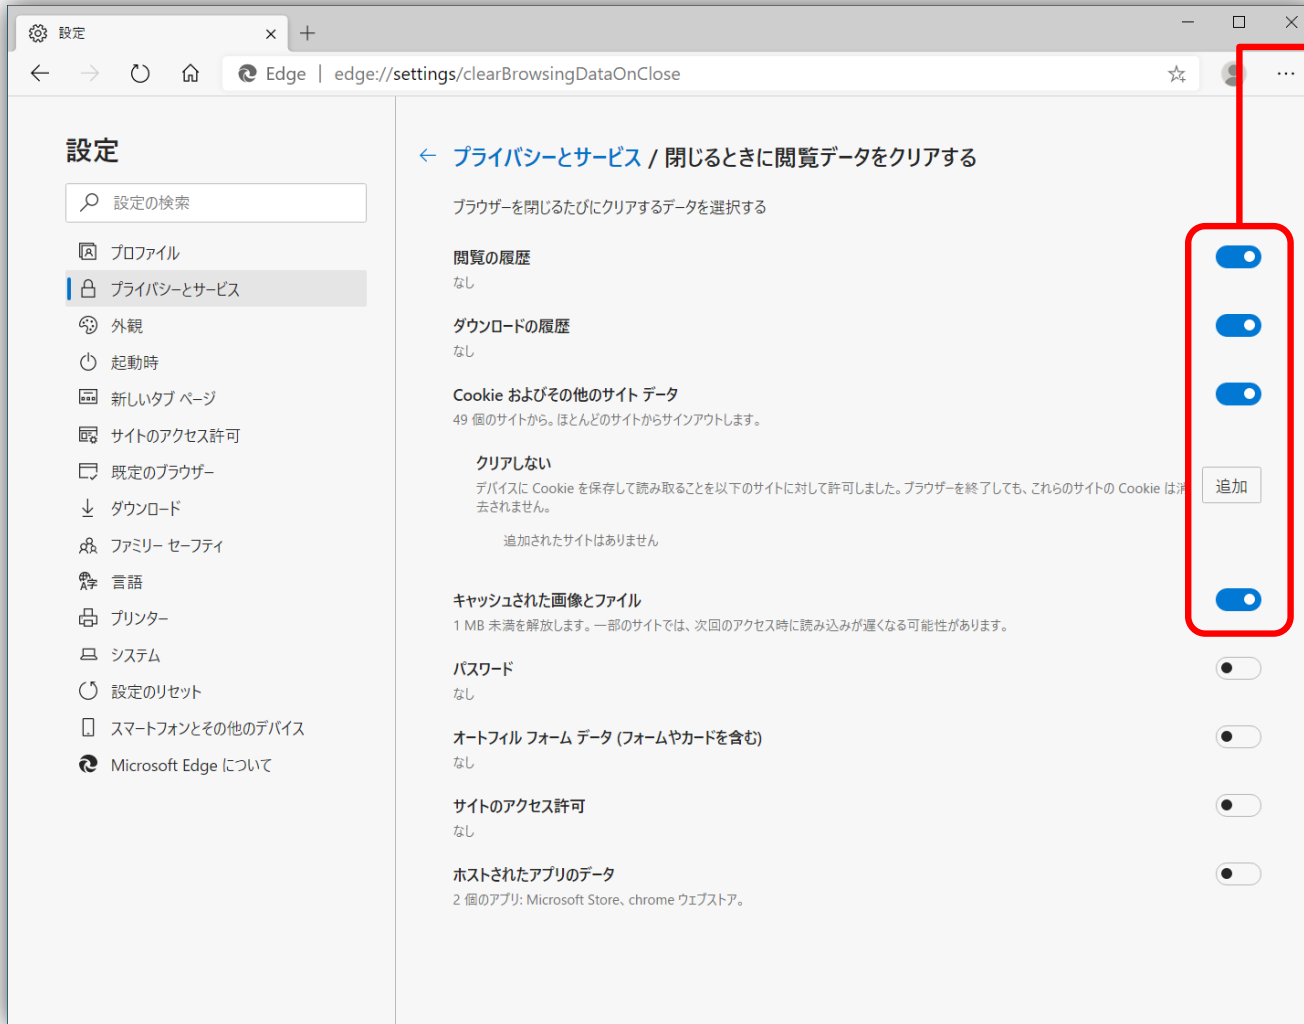 設定
Edge | edge://settings/clearBrowsingDataOnClose
設定
設定の検索
プロファイル
プライバシーとサービス
外観
起動時
新しいタブ ページ
サイトのアクセス許可
既定のブラウザー
ダウンロード
ファミリー セーフティ
言語
プリンター
システム
設定のリセット
スマートフォンとその他のデバイス
Microsoft Edge について
プライバシーとサービス / 閉じるときに閲覧データをクリアする
ブラウザーを閉じるたびにクリアするデータを選択する
閲覧の履歴
なし
ダウンロードの履歴
なし
Cookie およびその他のサイト データ
49 個のサイトから。ほとんどのサイトからサインアウトします。
クリアしない
デバイスに Cookie を保存して読み取ることを以下のサイトに対して許可しました。ブラウザーを終了しても、これらのサイトの Cookie は消
去されません。
追加
追加されたサイトはありません
キャッシュされた画像とファイル
1 MB 未満を解放します。一部のサイトでは、次回のアクセス時に読み込みが遅くなる可能性があります。
パスワード
なし
オートフィル フォーム データ (フォームやカードを含む)
なし
サイトのアクセス許可
なし
ホストされたアプリのデータ
2 個のアプリ: Microsoft Store、chrome ウェブストア。